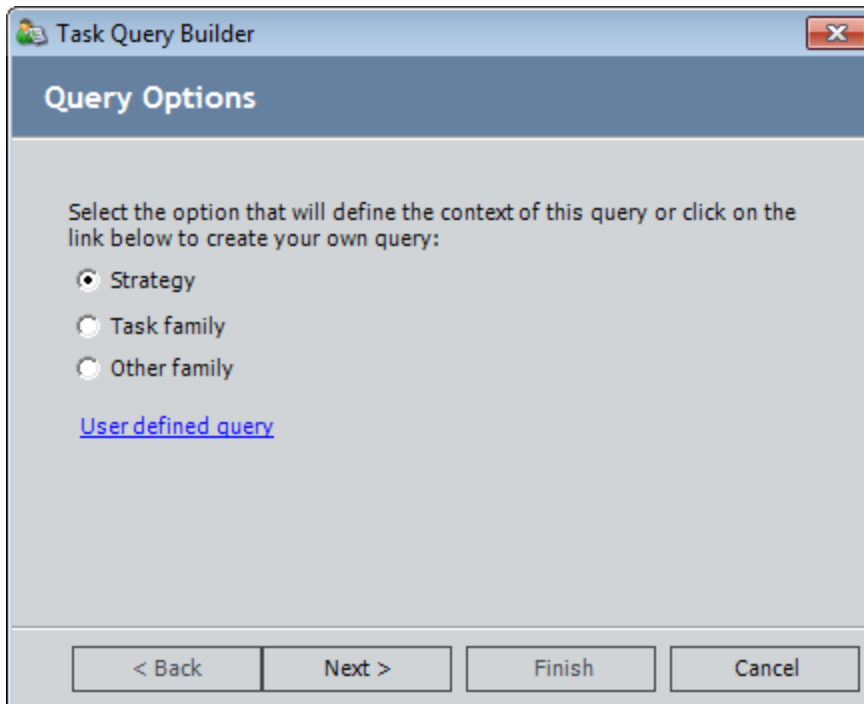 Task Query Builder
Query Options
Select the option that will define the context of this query or click on the
link below to create your own query:
Strategy
Task family
Other family
User defined query
< Back Next > Finish Cancel